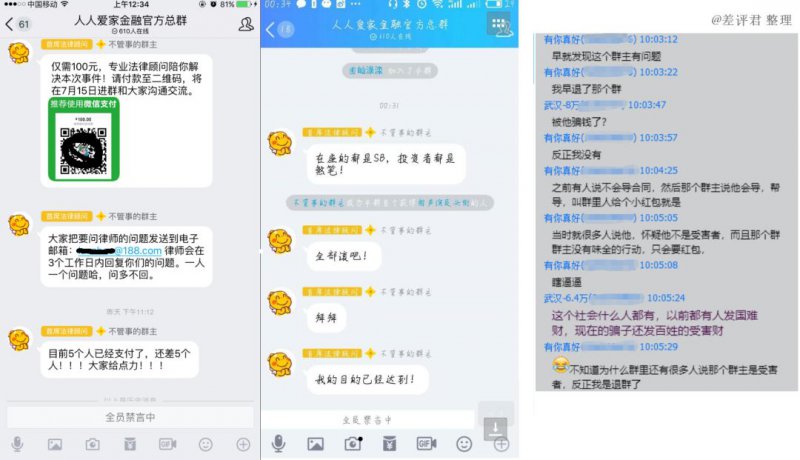 中国移动 上午12:34 81%
61
人人爱家金融官方总群
610人在线
首席法律顾问 不管事的群主
仅需100元，专业法律顾问陪你解
决本次事件！请付款至二维码，将
在7月15日进群和大家沟通交流。
推荐使用微信支付
¥100.00
首席法律顾问 不管事的群主
大家把要问律师的问题发送到电子
邮箱：
@188.com 律师会在
3个工作日内回复你们的问题。一人
一个问题哈，问多不回。
昨天 下午11:12
首席法律顾问 不管事的群主
目前5个人已经支付了，还差5个
人！！！大家给点力！！！
全员禁言中
GIF
00:34
18
人人爱家金融官方总群
610人在线
加入了本群
00:31
首席法律顾问 不管事的群主
在座的都是SB，投资者都是
煞笔！
不管事的群主
首席法律顾问 不管事的群主
全都滚吧！
首席法律顾问 不管事的群主
辣辣
首席法律顾问 不管事的群主
我的目的已经达到！
全员禁言中
GIF
@差评君 整理
有你真好 10:03:12
早就发现这个群主有问题
有你真好 10:03:22
我早退了那个群
武汉-8万 10:03:47
被他骗钱了？
有你真好 10:03:57
反正我没有
有你真好 10:04:25
之前有人说不会导合同，然后那个群主说他会导，帮
导，叫群里人给个小红包就是
有你真好 10:05:05
当时就很多人说他，怀疑他不是受害者，而且那个群
群主没有味全的行动，只会要红包，
有你真好 10:05:08
瞎逼逼
武汉-6.4万 10:05:24
这个社会什么人都有，以前都有人发国难
财，现在的骗子还发百姓的受害财
有你真好 10:05:29
不知道为什么群里还有很多人说那个群主是受害
者，反正我是退群了